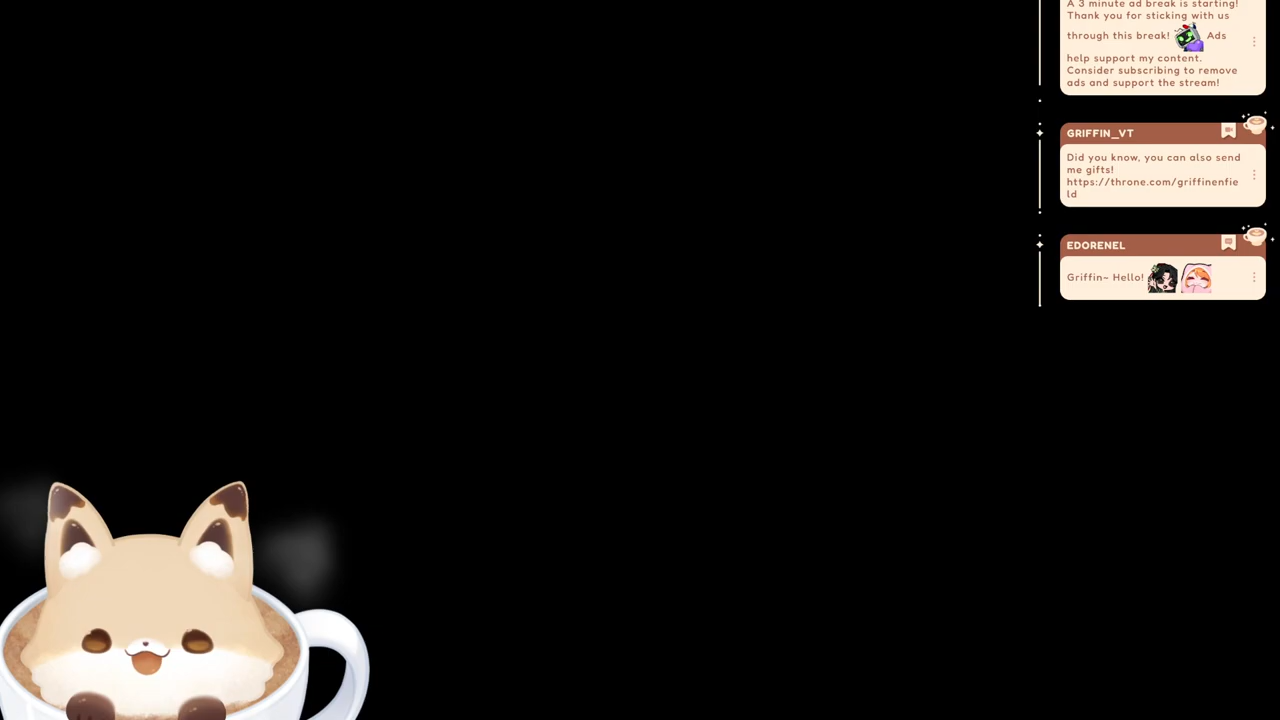 A 3 minute ad break is starting!
Thank you for sticking with us
through this break! Ads
help support my content.
Consider subscribing to remove
ads and support the stream!
GRIFFIN_VT
Did you know, you can also send
me gifts!
https://throne.com/griffinenfie
ld
EDORENEL
Griffin~ Hello!